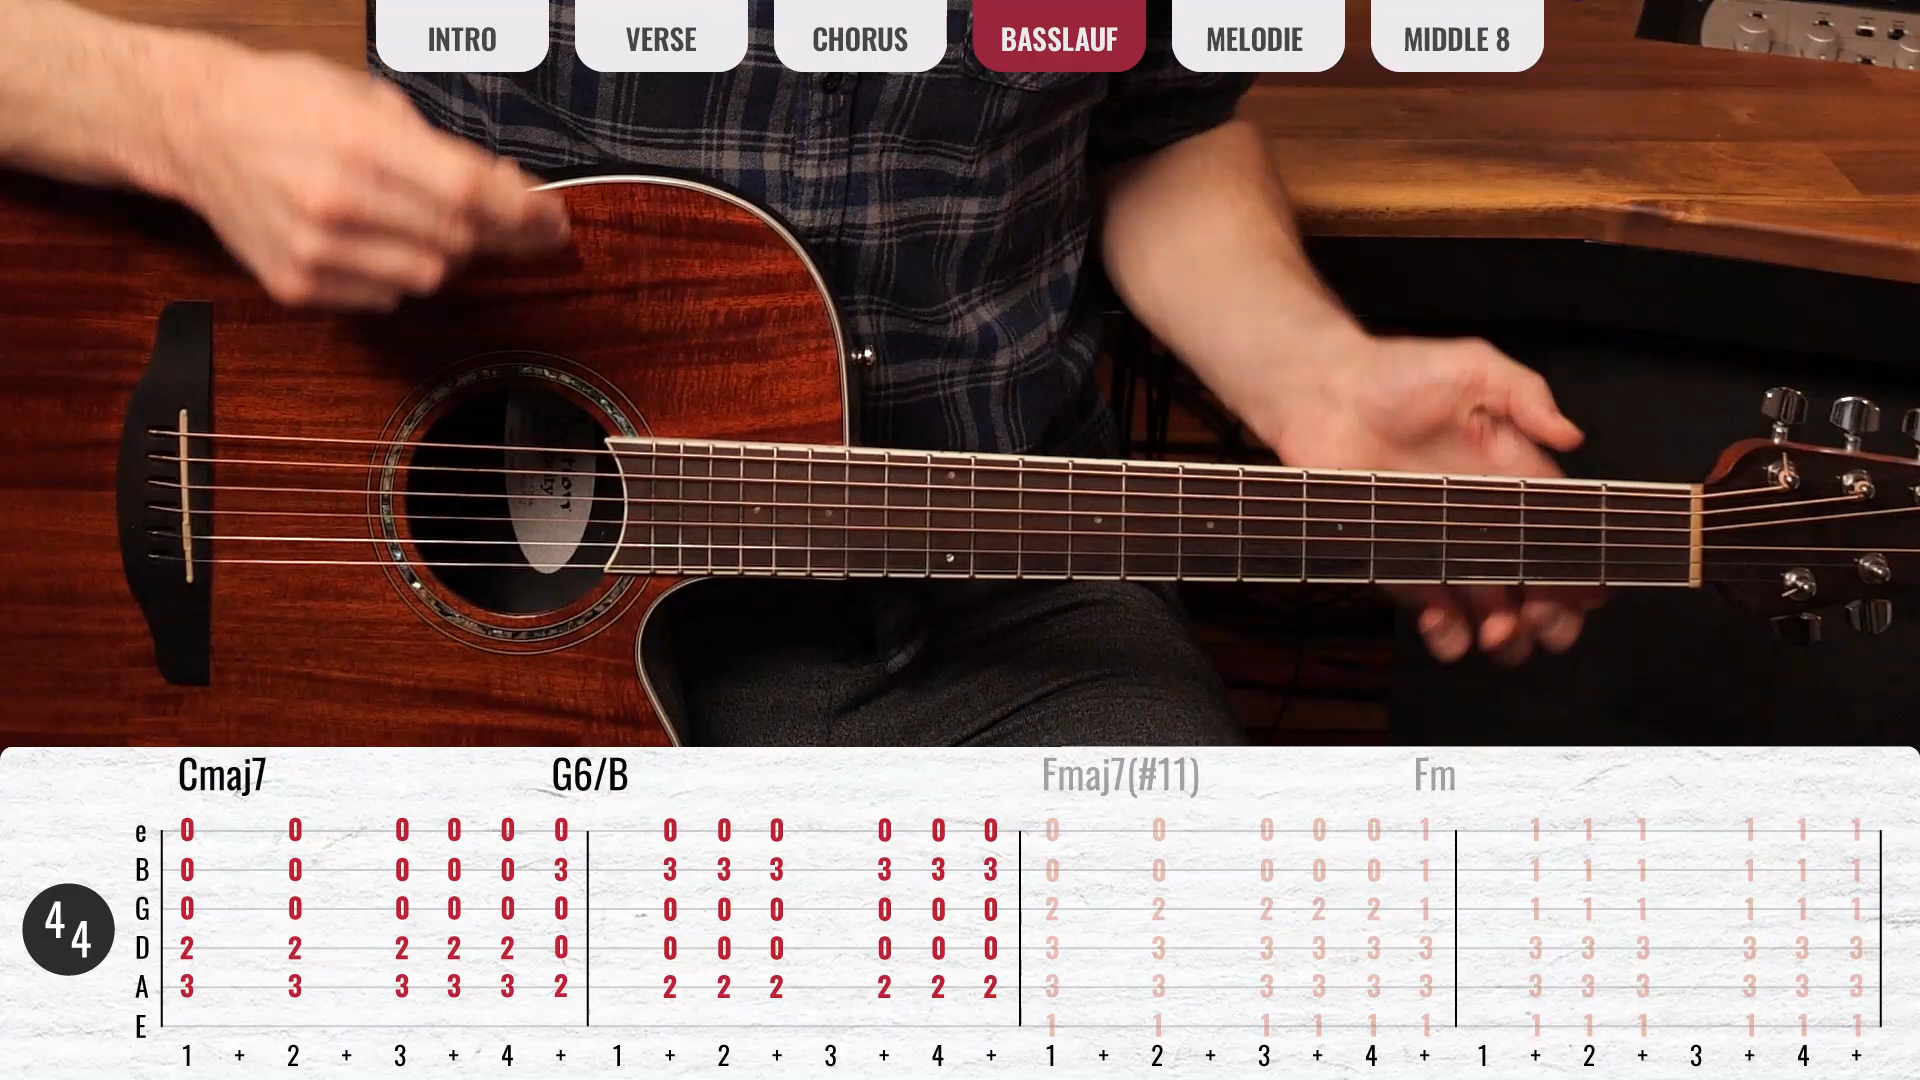 INTRO VERSE CHORUS BASSLAUF MELODIE MIDDLE 8
Cmaj7 G6/B Fmaj7(#11) Fm
e 0 0 0 0 0 0 0 0 0 0 0 0 0 0 0 0 0 1 1 1 1 1 1 1
B 0 0 0 0 0 3 3 3 3 3 3 3 0 0 0 0 0 1 1 1 1 1 1 1
G 0 0 0 0 0 0 0 0 0 0 0 0 2 2 2 2 2 1 1 1 1 1 1 1
4 4
D 2 2 2 2 2 0 0 0 0 0 0 0 3 3 3 3 3 3 3 3 3 3 3 3
A 3 3 3 3 3 2 2 2 2 2 2 2 3 3 3 3 3 3 3 3 3 3 3 3
E 1 1 1 1 1 1 1 1 1 1 1 1
1 + 2 + 3 + 4 + 1 + 2 + 3 + 4 + 1 + 2 + 3 + 4 + 1 + 2 + 3 + 4 +